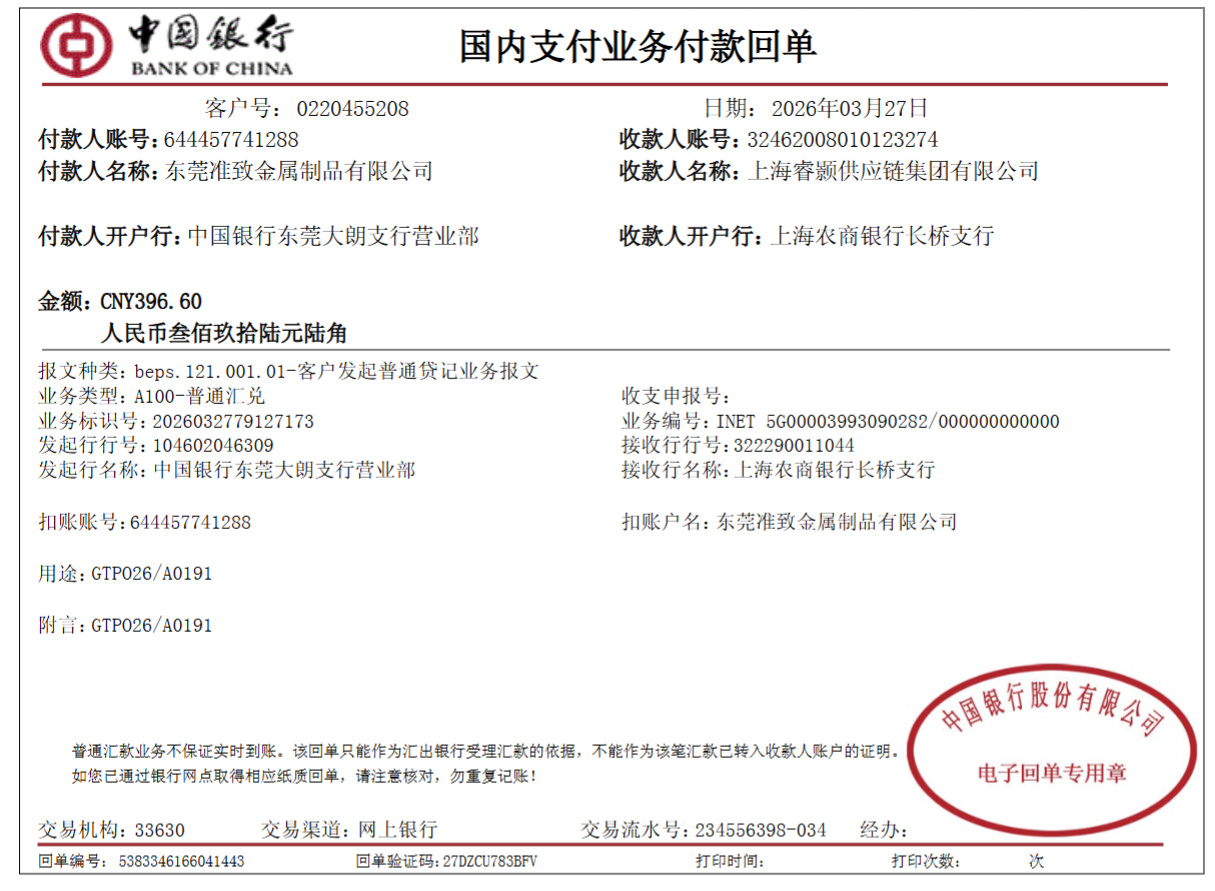 中国银行
BANK OF CHINA
国内支付业务付款回单
客户号：0220455208 日期：2026年03月27日
付款人账号：644457741288 收款人账号：32462008010123274
付款人名称：东莞准致金属制品有限公司 收款人名称：上海睿颢供应链集团有限公司
付款人开户行：中国银行东莞大朗支行营业部 收款人开户行：上海农商银行长桥支行
金额：CNY396.60
人民币叁佰玖拾陆元陆角
报文种类：beps.121.001.01-客户发起普通贷记业务报文
业务类型：A100-普通汇兑 收支申报号：
业务标识号：2026032779127173 业务编号：INET 5G00003993090282/000000000000
发起行行号：104602046309 接收行行号：322290011044
发起行名称：中国银行东莞大朗支行营业部 接收行名称：上海农商银行长桥支行
扣账账号：644457741288 扣账户名：东莞准致金属制品有限公司
用途：GTPO26/A0191
附言：GTPO26/A0191
中国银行股份有限公司
电子回单专用章
普通汇款业务不保证实时到账。该回单只能作为汇出银行受理汇款的依据，不能作为该笔汇款已转入收款人账户的证明。
如您已通过银行网点取得相应纸质回单，请注意核对，勿重复记账！
交易机构：33630 交易渠道：网上银行 交易流水号：234556398-034 经办：
回单编号：5383346166041443 回单验证码：27DZCU783BFV 打印时间： 打印次数： 次